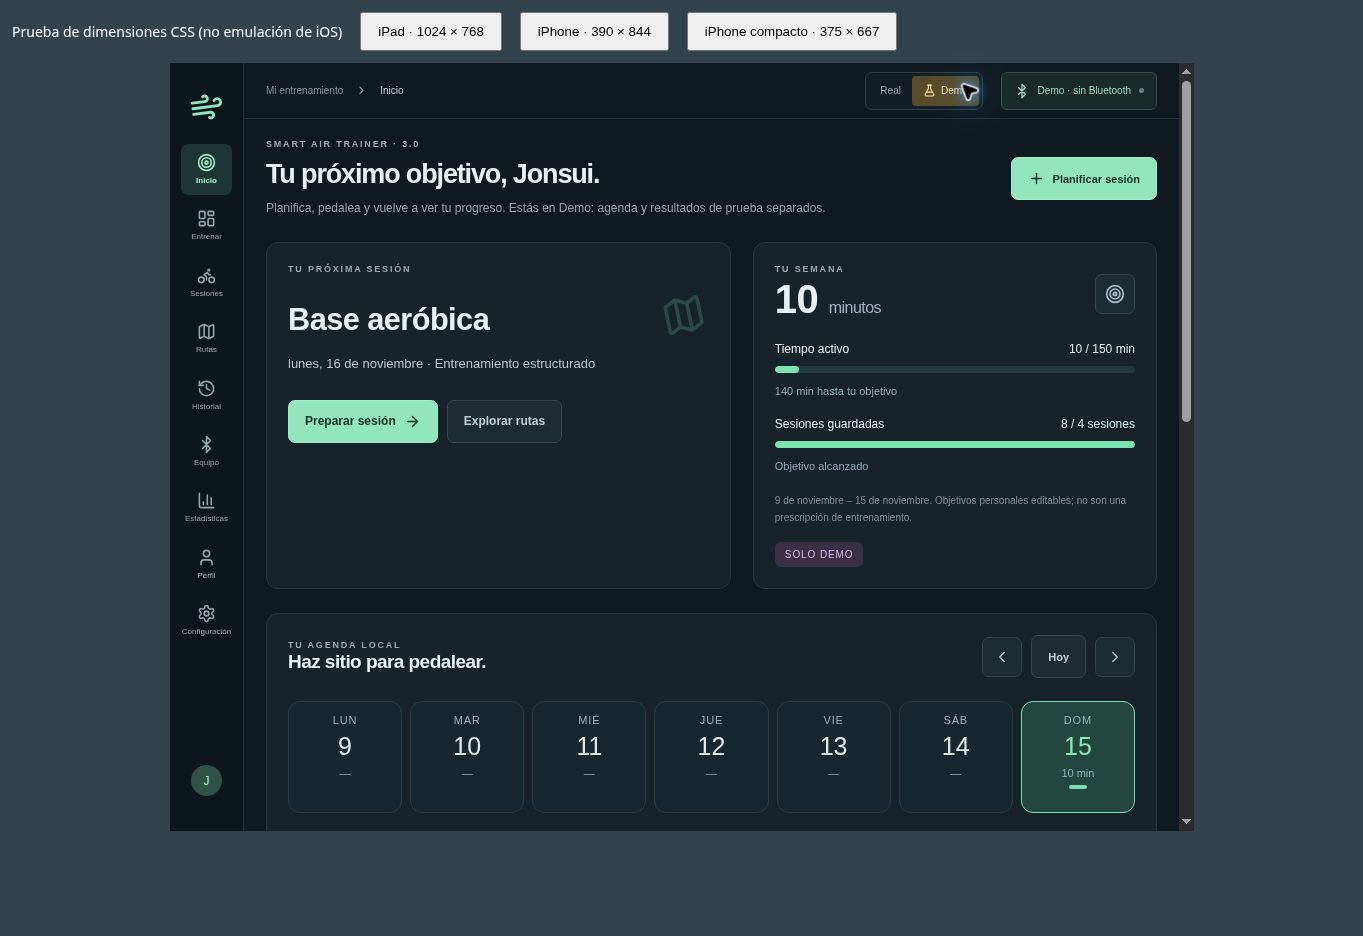 Prueba de dimensiones CSS (no emulación de iOS)
iPad · 1024 × 768
iPhone · 390 × 844
iPhone compacto · 375 × 667
Mi entrenamiento
Inicio
Real
Demo · sin Bluetooth
SMART AIR TRAINER · 3.0
Tu próximo objetivo, Jonsui.
Planifica, pedalea y vuelve a ver tu progreso. Estás en Demo: agenda y resultados de prueba separados.
Planificar sesión
Inicio
Entrenar
Sesiones
Rutas
Historial
Equipo
Estadísticas
Perfil
Configuración
J
TU PRÓXIMA SESIÓN
Base aeróbica
lunes, 16 de noviembre · Entrenamiento estructurado
Preparar sesión
Explorar rutas
TU SEMANA
10 minutos
Tiempo activo
10 / 150 min
140 min hasta tu objetivo
Sesiones guardadas
8 / 4 sesiones
Objetivo alcanzado
9 de noviembre – 15 de noviembre. Objetivos personales editables; no son una
prescripción de entrenamiento.
SOLO DEMO
TU AGENDA LOCAL
Haz sitio para pedalear.
Hoy
LUN
9
—
MAR
10
—
MIÉ
11
—
JUE
12
—
VIE
13
—
SÁB
14
—
DOM
15
10 min